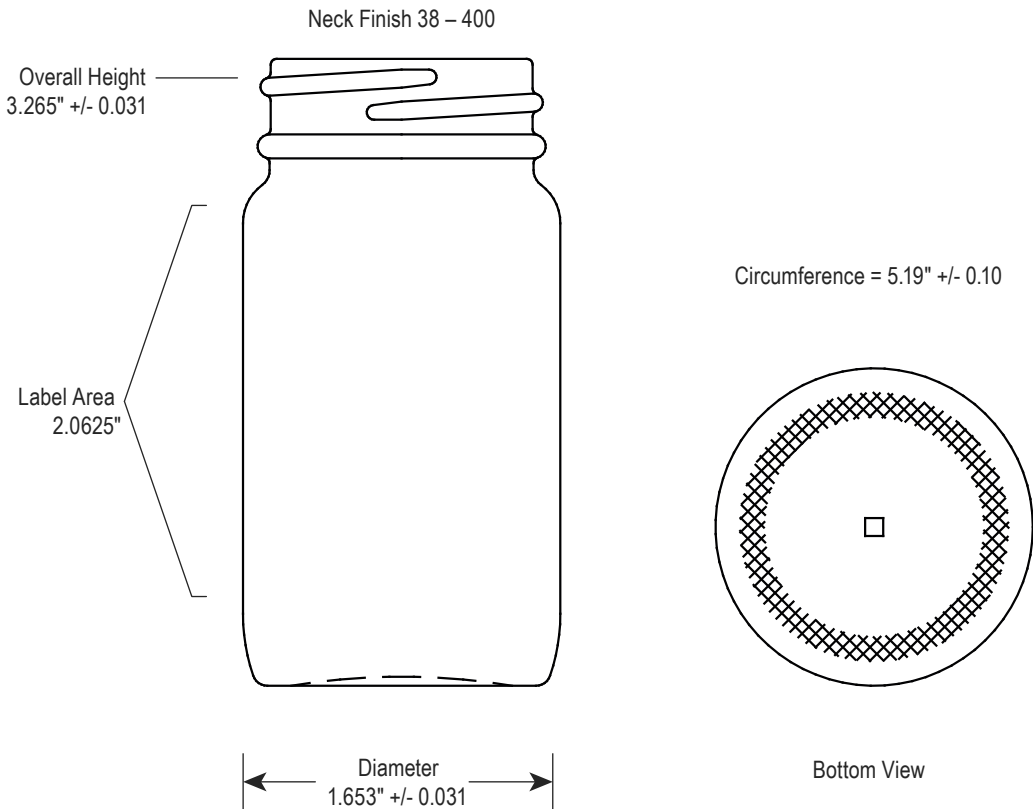 Neck Finish 38 – 400
Overall Height
3.265" +/- 0.031
Circumference = 5.19" +/- 0.10
Label Area
2.0625"
Diameter
1.653" +/- 0.031
Bottom View